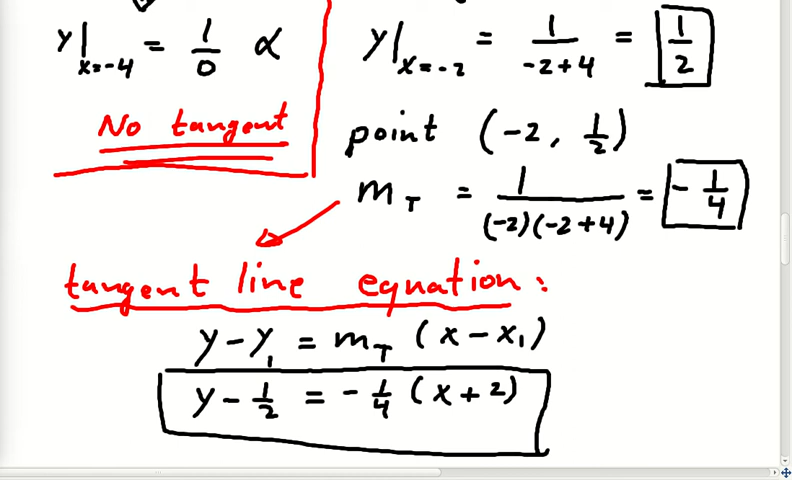 y|x=-4 = 1/0 ∝
No tangent
y|x=-2 = 1/(-2+4) = 1/2
point (-2, 1/2)
mT = 1/((-2)(-2+4)) = -1/4
tangent line equation:
y-y1 = mT (x-x1)
y-1/2 = -1/4 (x+2)